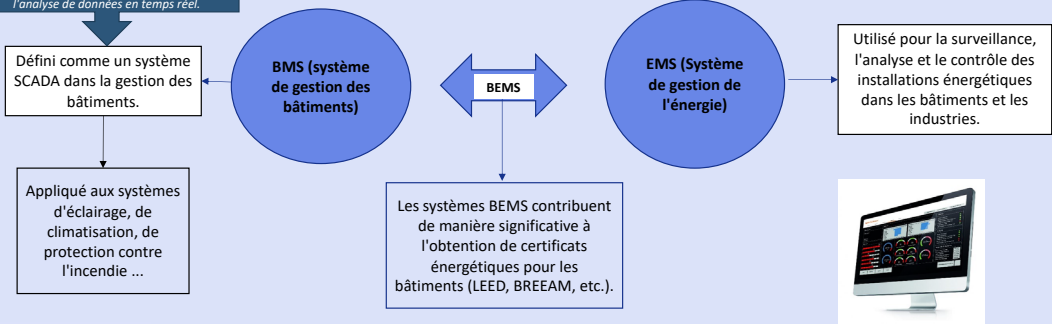 l'analyse de données en temps réel.
Défini comme un système
SCADA dans la gestion des
bâtiments.
BMS (système
de gestion des
bâtiments)
BEMS
EMS (Système
de gestion de
l'énergie)
Utilisé pour la surveillance,
l'analyse et le contrôle des
installations énergétiques
dans les bâtiments et les
industries.
Appliqué aux systèmes
d'éclairage, de
climatisation, de
protection contre
l'incendie ...
Les systèmes BEMS contribuent
de manière significative à
l'obtention de certificats
énergétiques pour les
bâtiments (LEED, BREEAM, etc.).